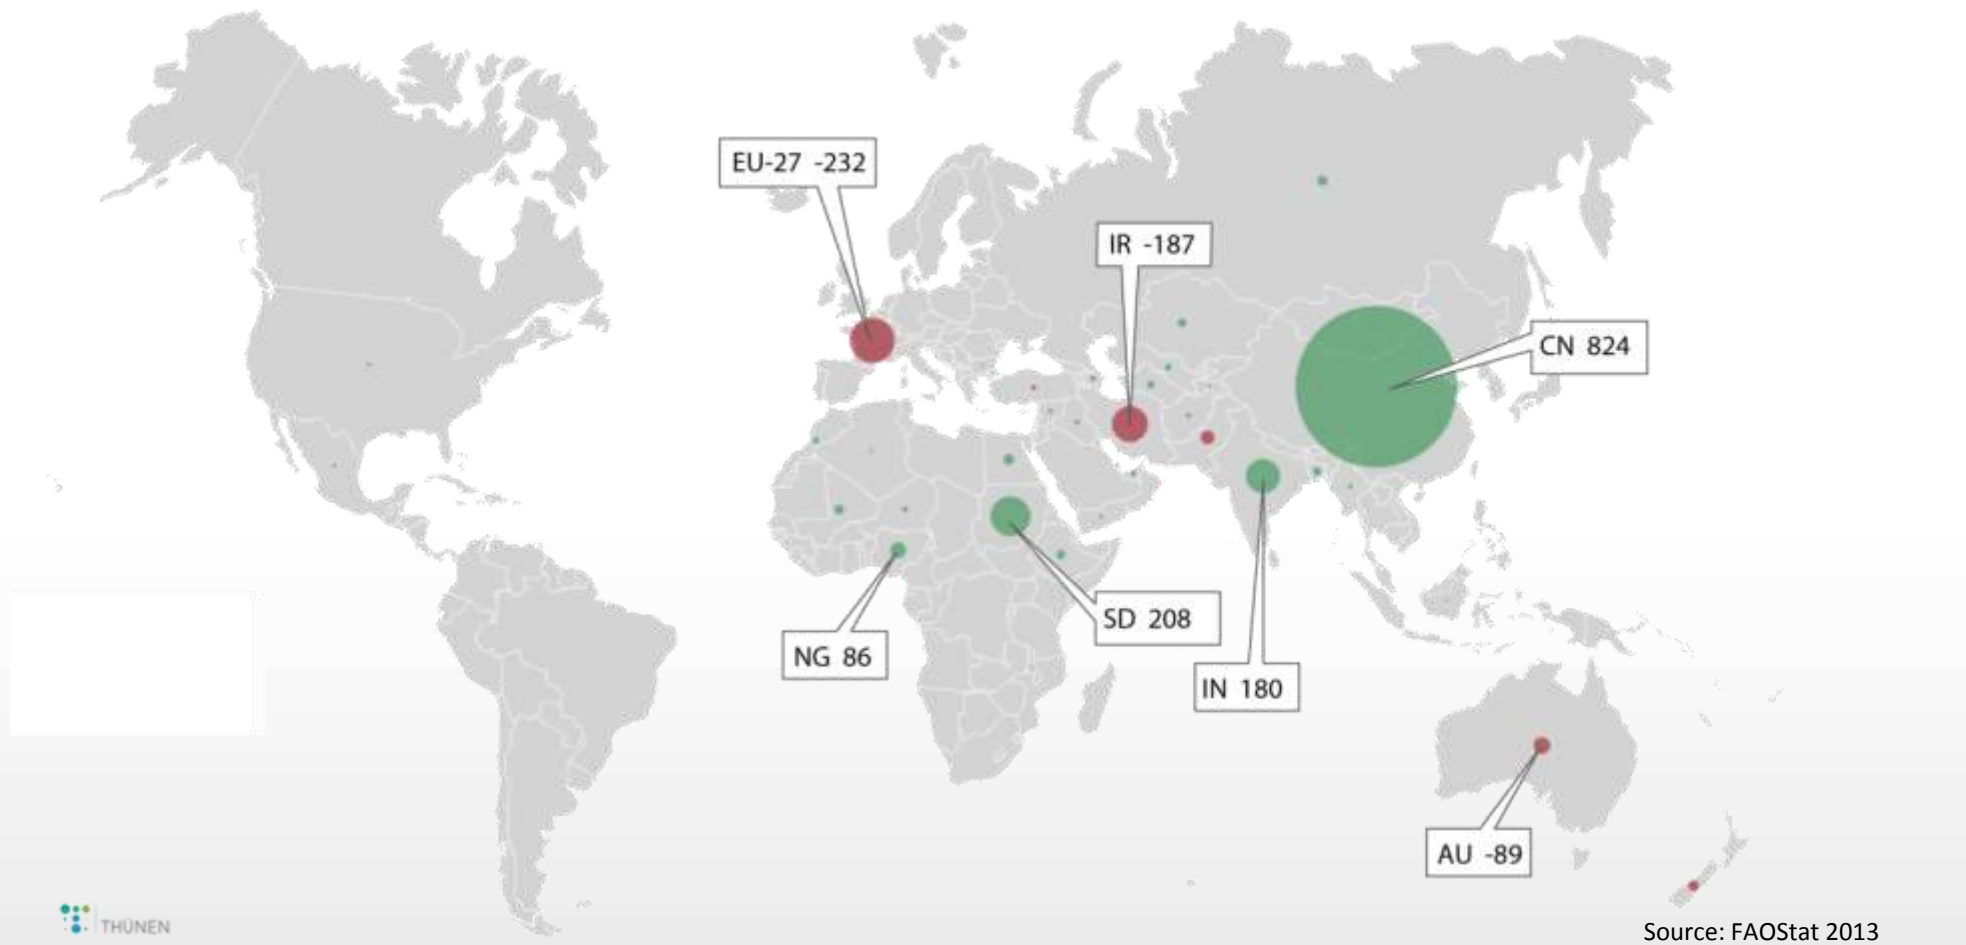 EU-27 -232
IR -187
CN 824
SD 208
NG 86
IN 180
AU -89
THÜNEN
Source: FAOStat 2013